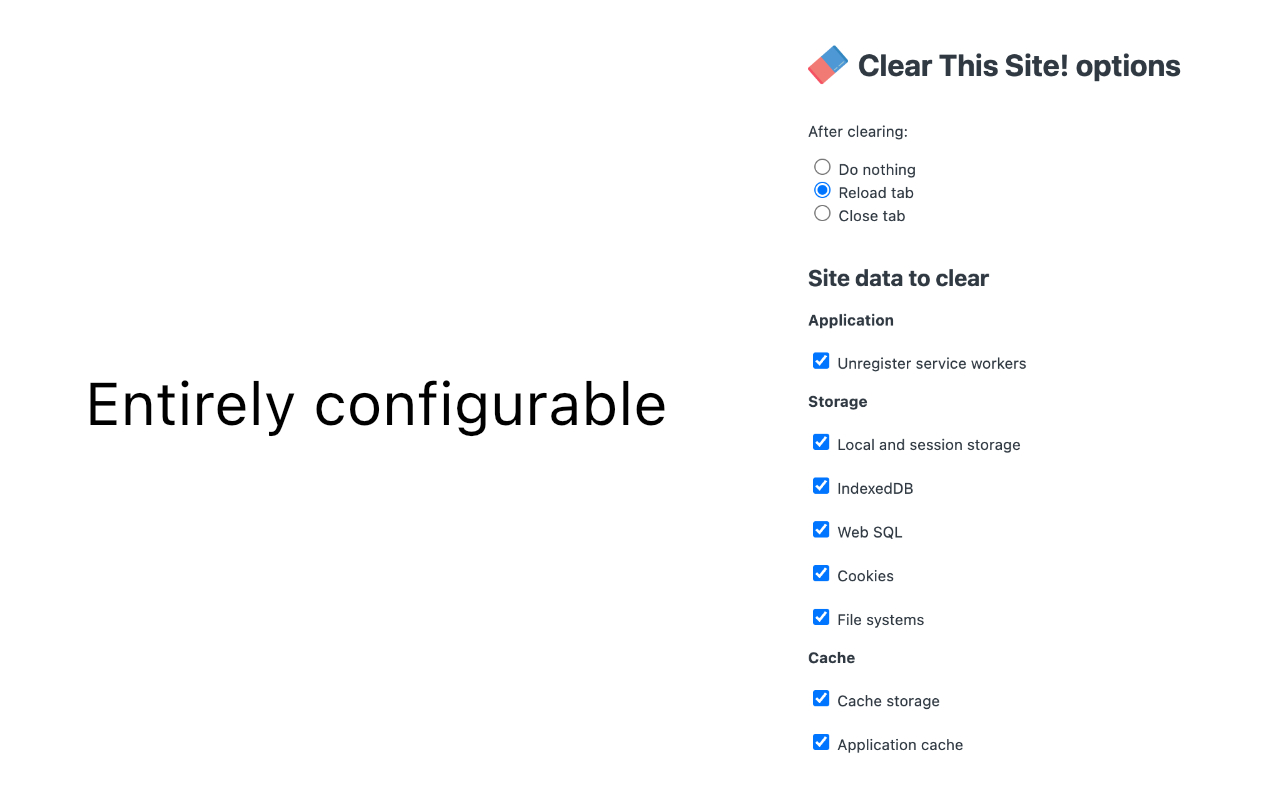 Entirely configurable
Clear This Site! options
After clearing:
Do nothing
Reload tab
Close tab
Site data to clear
Application
Unregister service workers
Storage
Local and session storage
IndexedDB
Web SQL
Cookies
File systems
Cache
Cache storage
Application cache